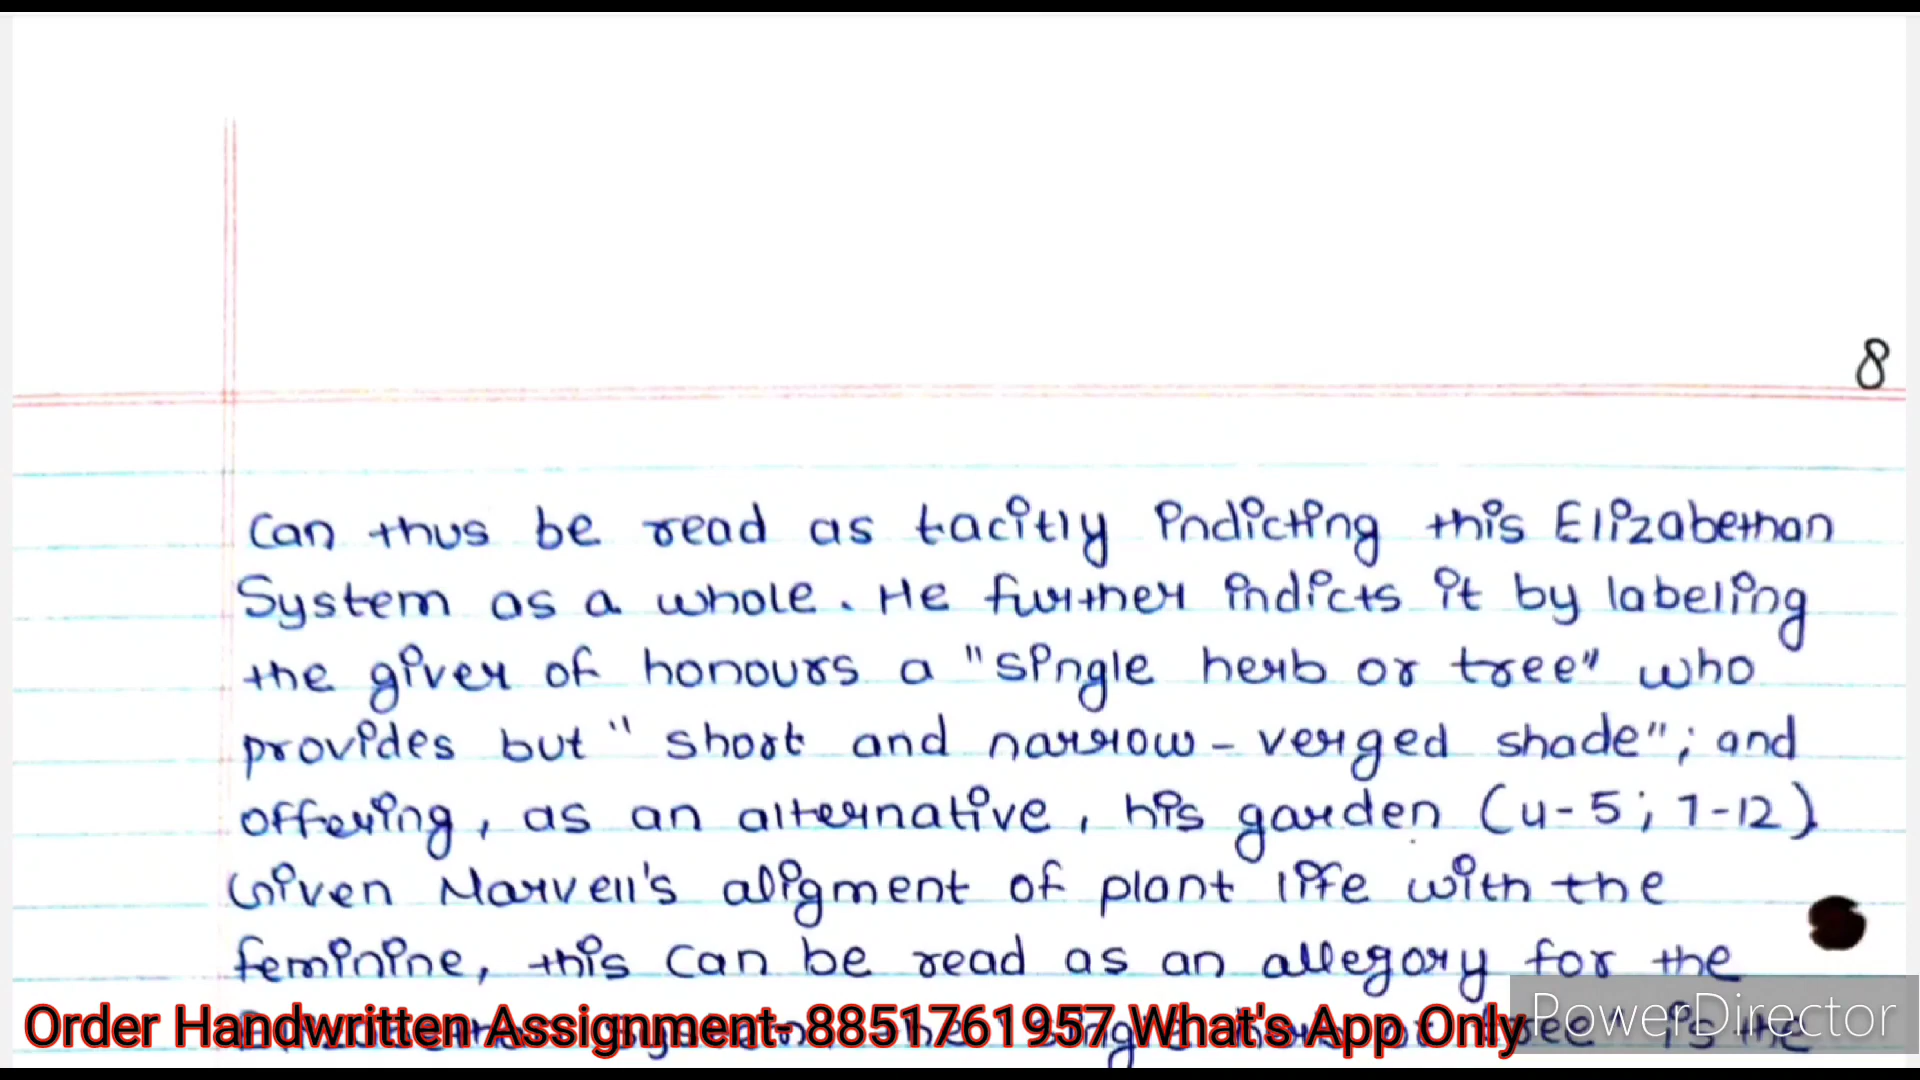 8
Can thus be read as tacitly indicting this Elizabethan
System as a whole. He further indicts it by labeling
the giver of honours a "single herb or tree" who
provides but " short and narrow-verged shade"; and
offering, as an alternative, his garden (4-5; 7-12)
Given Marvell's aligment of plant life with the
feminine, this can be read as an allegory for the
is the
Order Handwritten Assignment- 8851761957 What's App Only
PowerDirector